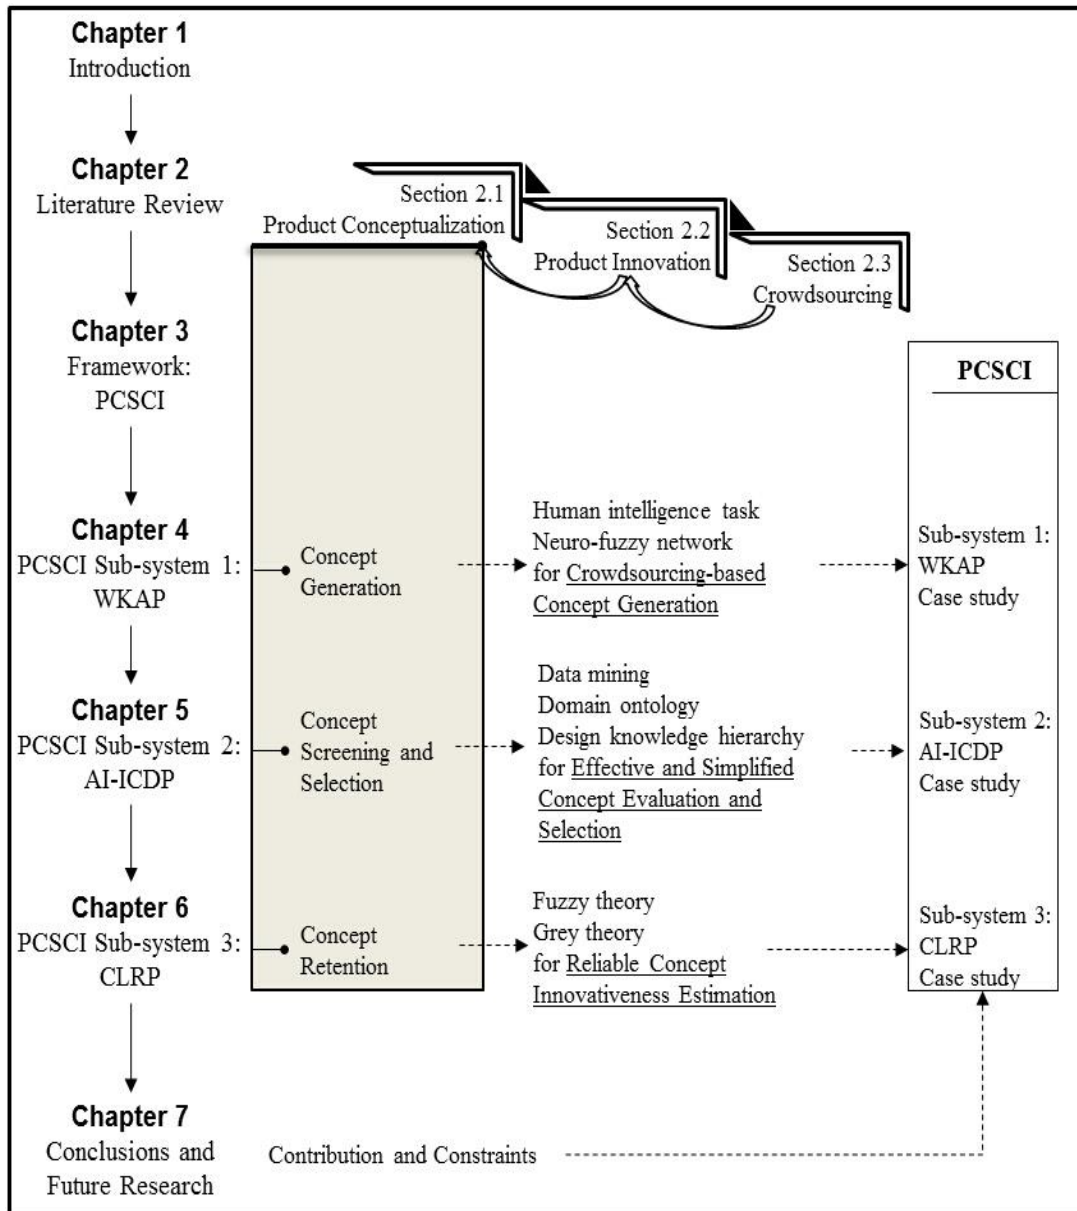 Chapter 1
Introduction
Chapter 2
Literature Review
Section 2.1
Product Conceptualization
Section 2.2
Product Innovation
Section 2.3
Crowdsourcing
Chapter 3
Framework:
PCSCI
PCSCI
Chapter 4
PCSCI Sub-system 1:
WKAP
Concept
Generation
Human intelligence task
Neuro-fuzzy network
for Crowdsourcing-based
Concept Generation
Sub-system 1:
WKAP
Case study
Chapter 5
PCSCI Sub-system 2:
AI-ICDP
Concept
Screening and
Selection
Data mining
Domain ontology
Design knowledge hierarchy
for Effective and Simplified
Concept Evaluation and
Selection
Sub-system 2:
AI-ICDP
Case study
Chapter 6
PCSCI Sub-system 3:
CLRP
Concept
Retention
Fuzzy theory
Grey theory
for Reliable Concept
Innovativeness Estimation
Sub-system 3:
CLRP
Case study
Chapter 7
Conclusions and
Future Research
Contribution and Constraints